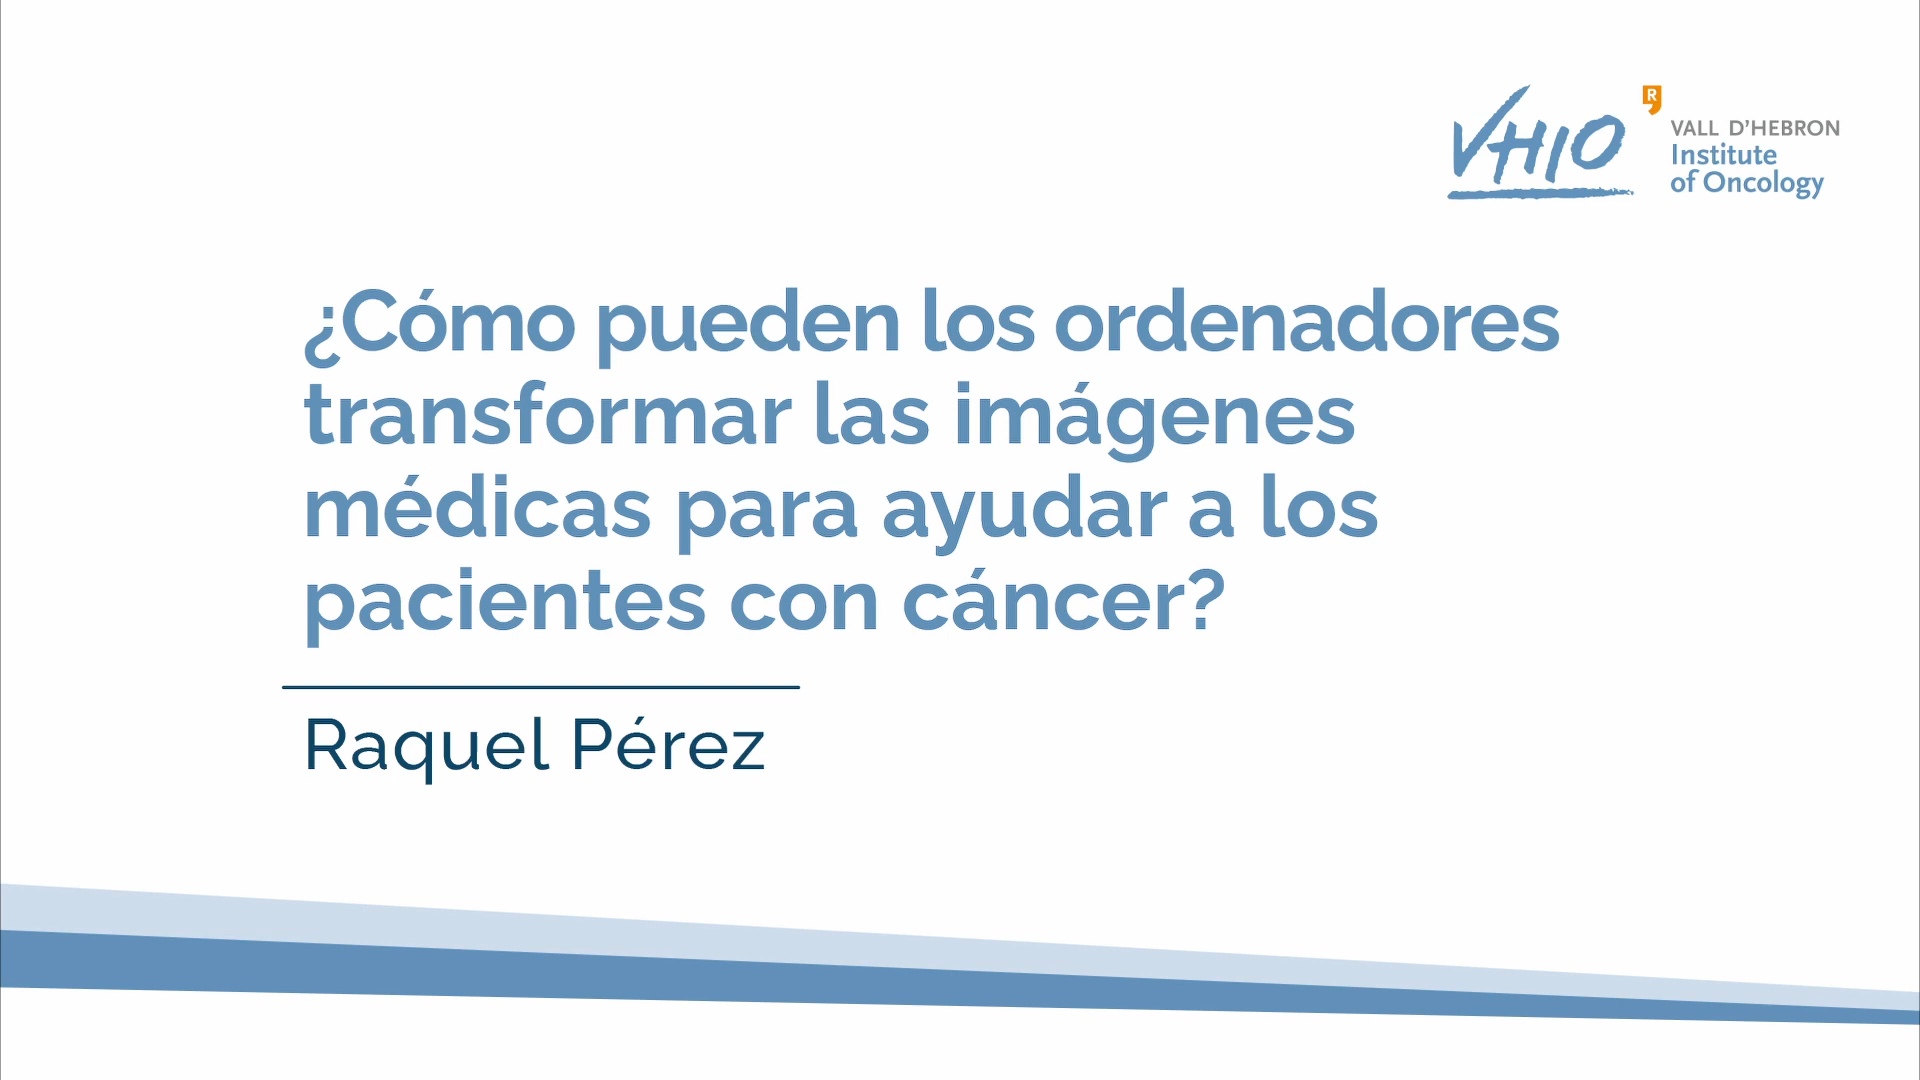 VHIO
R
VALL D'HEBRON
Institute
of Oncology
¿Cómo pueden los ordenadores
transformar las imágenes
médicas para ayudar a los
pacientes con cáncer?
Raquel Pérez